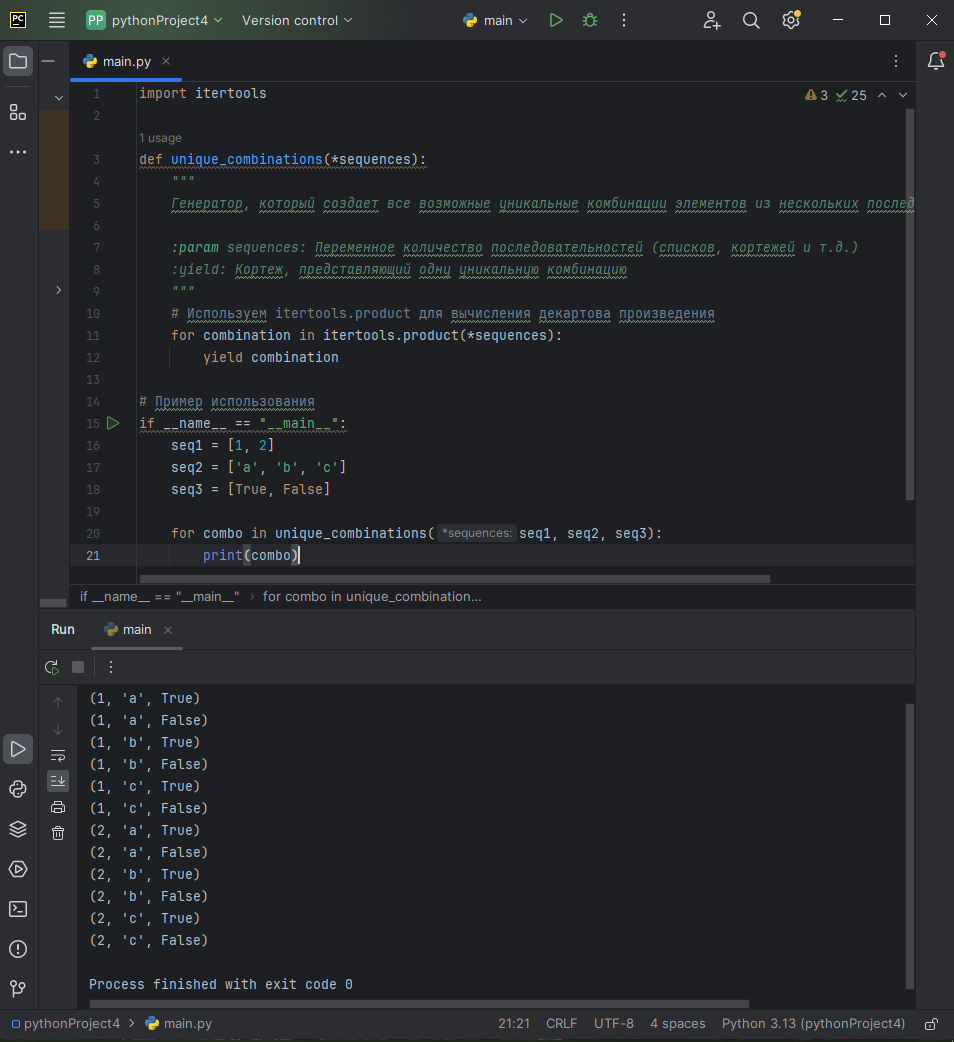 PC PP pythonProject4 Version control main
main.py
3 25
1 import itertools
2
1 usage
3 def unique_combinations(*sequences):
4 """
5 Генератор, который создает все возможные уникальные комбинации элементов из нескольких послед
6
7 :param sequences: Переменное количество последовательностей (списков, кортежей и т.д.)
8 :yield: Кортеж, представляющий одну уникальную комбинацию
9 """
10 # Используем itertools.product для вычисления декартова произведения
11 for combination in itertools.product(*sequences):
12 yield combination
13
14 # Пример использования
15 if __name__ == "__main__":
16 seq1 = [1, 2]
17 seq2 = ['a', 'b', 'c']
18 seq3 = [True, False]
19
20 for combo in unique_combinations( *sequences: seq1, seq2, seq3):
21 print(combo)
if __name__ == "__main__" › for combo in unique_combination...
Run main
(1, 'a', True)
(1, 'a', False)
(1, 'b', True)
(1, 'b', False)
(1, 'c', True)
(1, 'c', False)
(2, 'a', True)
(2, 'a', False)
(2, 'b', True)
(2, 'b', False)
(2, 'c', True)
(2, 'c', False)
Process finished with exit code 0
pythonProject4 › main.py 21:21 CRLF UTF-8 4 spaces Python 3.13 (pythonProject4)